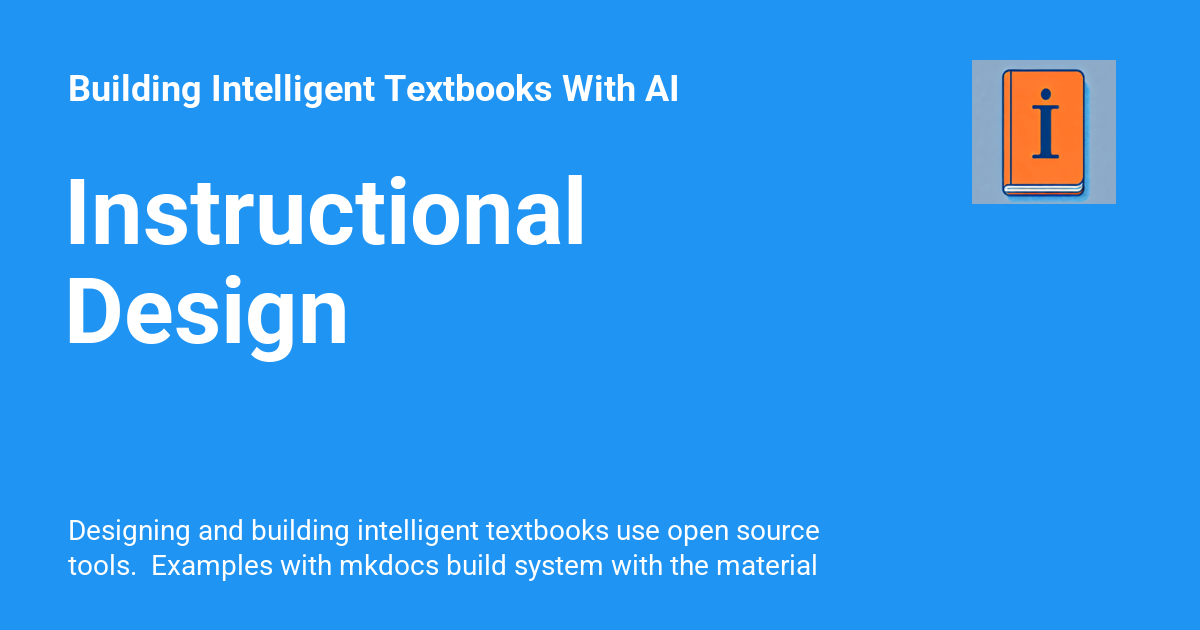 Building Intelligent Textbooks With AI
i
Instructional
Design
Designing and building intelligent textbooks use open source
tools.  Examples with mkdocs build system with the material